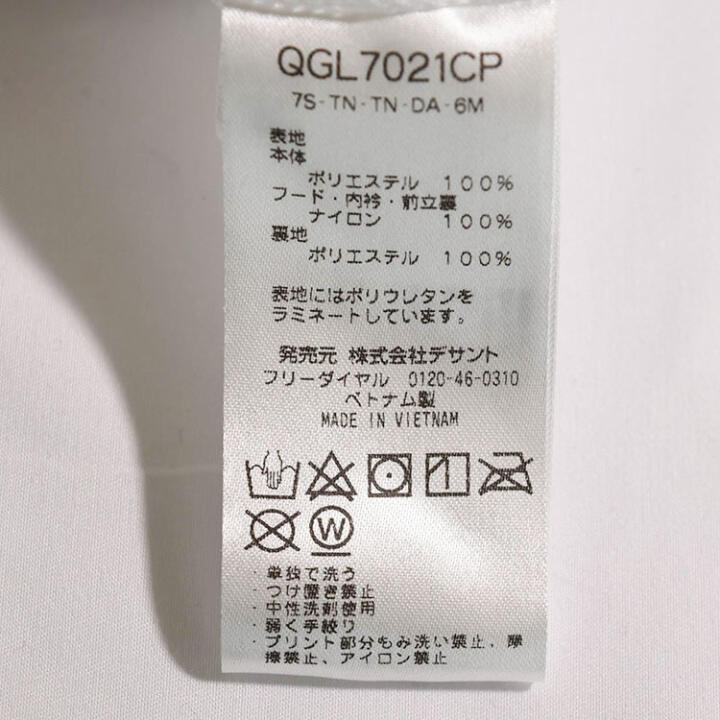 QGL7021CP
7S-TN-TN-DA-6M
表地
本体
ポリエステル 100%
フード・内衿・前立裏
ナイロン 100%
裏地
ポリエステル 100%
表地にはポリウレタンを
ラミネートしています。
発売元 株式会社デサント
フリーダイヤル 0120-46-0310
ベトナム製
MADE IN VIETNAM
W
・単独で洗う
・つけ置き禁止
・中性洗剤使用
・弱く手絞り
・プリント部分もみ洗い禁止、摩
擦禁止、アイロン禁止